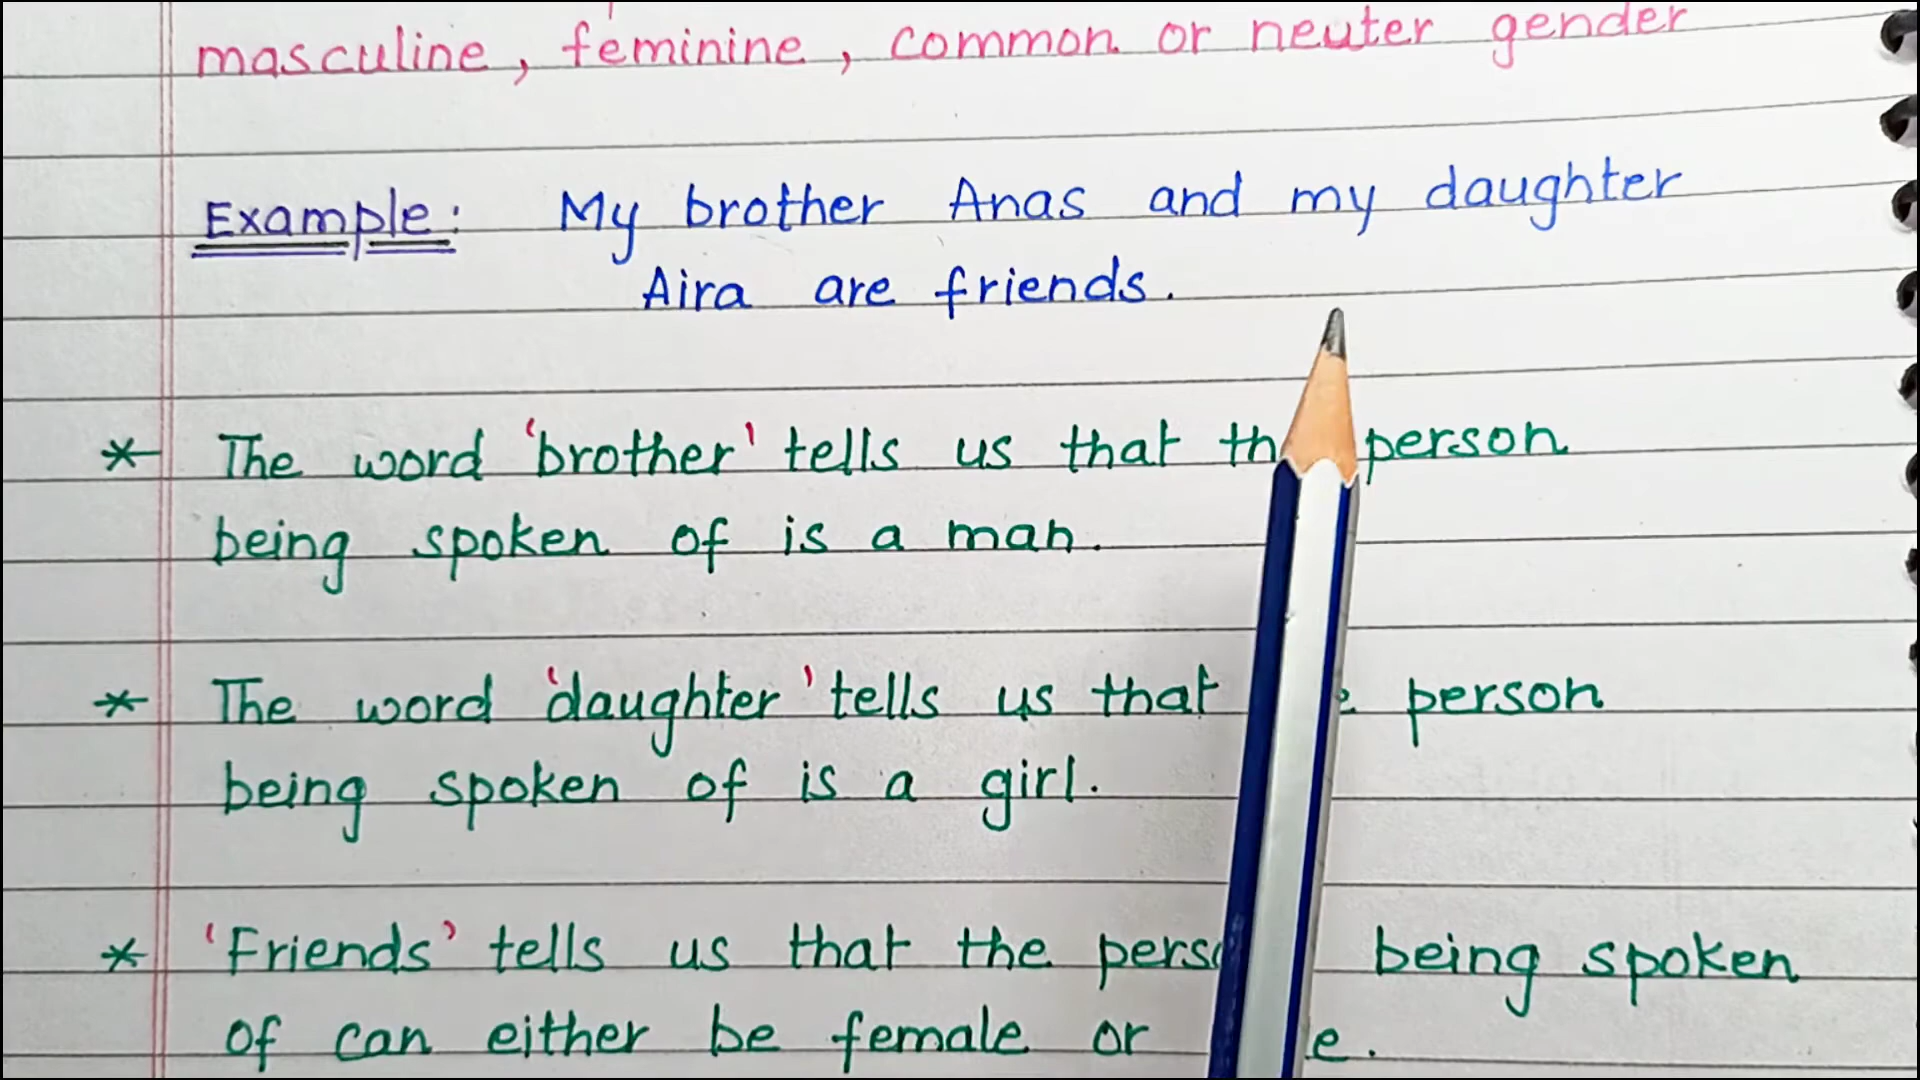 masculine, feminine, common or neuter gender
Example: My brother Anas and my daughter
Aira are friends.
* The word 'brother' tells us that person
being spoken of is a man.
* The word 'daughter' tells us that person
being spoken of is a girl.
* 'Friends' tells us that the being spoken
of can either be female or